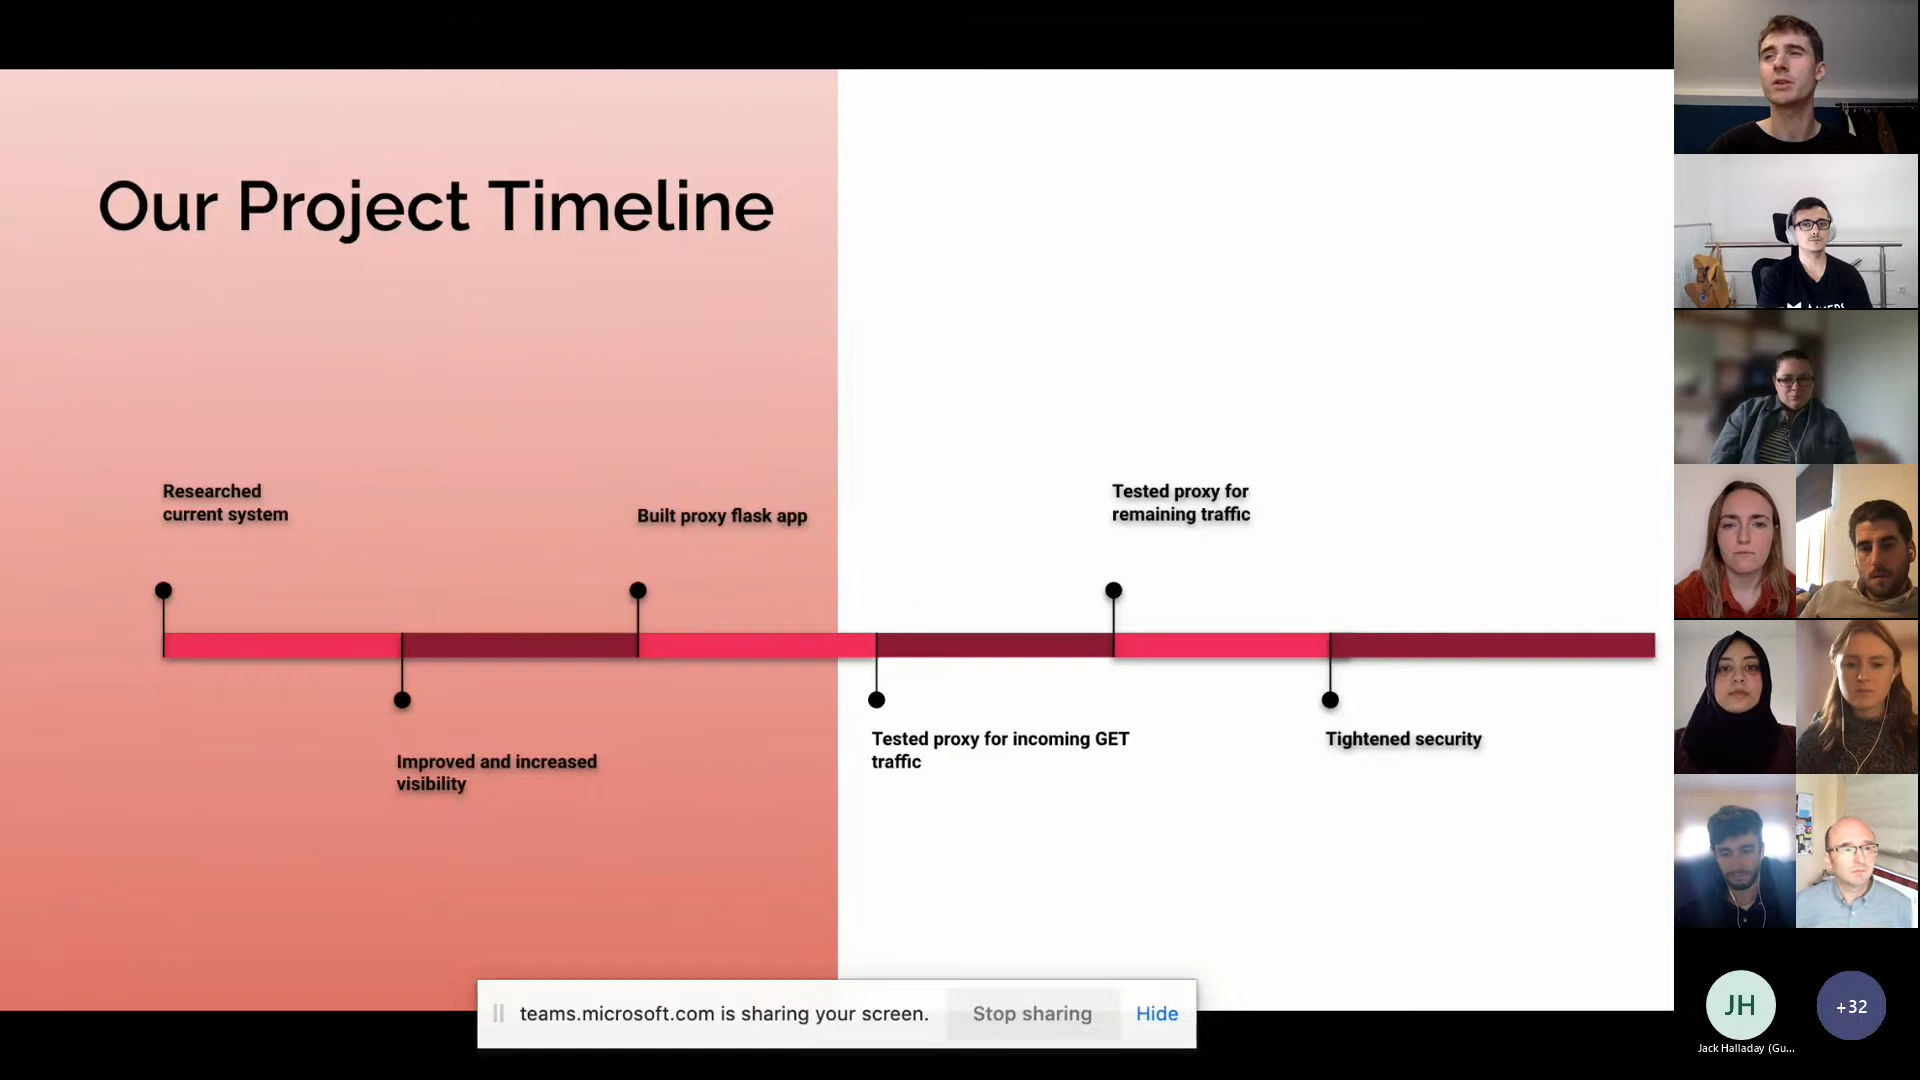 Our Project Timeline
Researched
current system
Built proxy flask app
Tested proxy for
remaining traffic
Improved and increased
visibility
Tested proxy for incoming GET
traffic
Tightened security
teams.microsoft.com is sharing your screen.
Stop sharing
Hide
JH
+32
Jack Halladay (Gu...